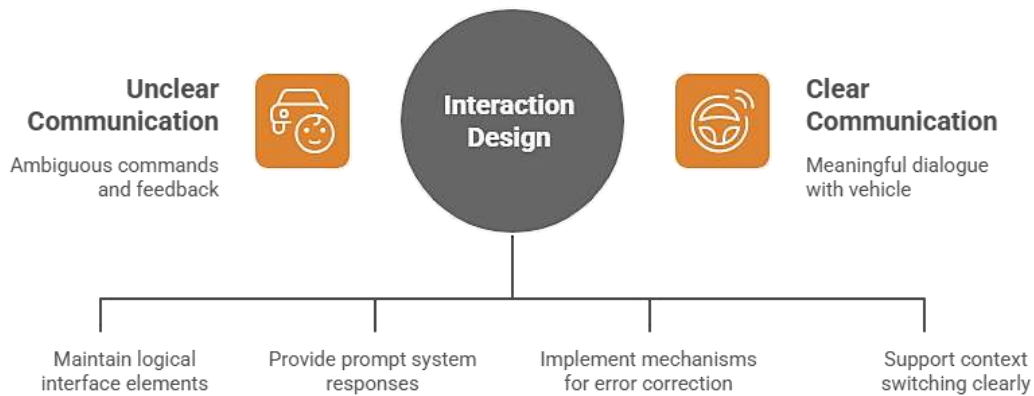 Unclear
Communication
Ambiguous commands
and feedback
Interaction
Design
Clear
Communication
Meaningful dialogue
with vehicle
Maintain logical
interface elements
Provide prompt system
responses
Implement mechanisms
for error correction
Support context
switching clearly